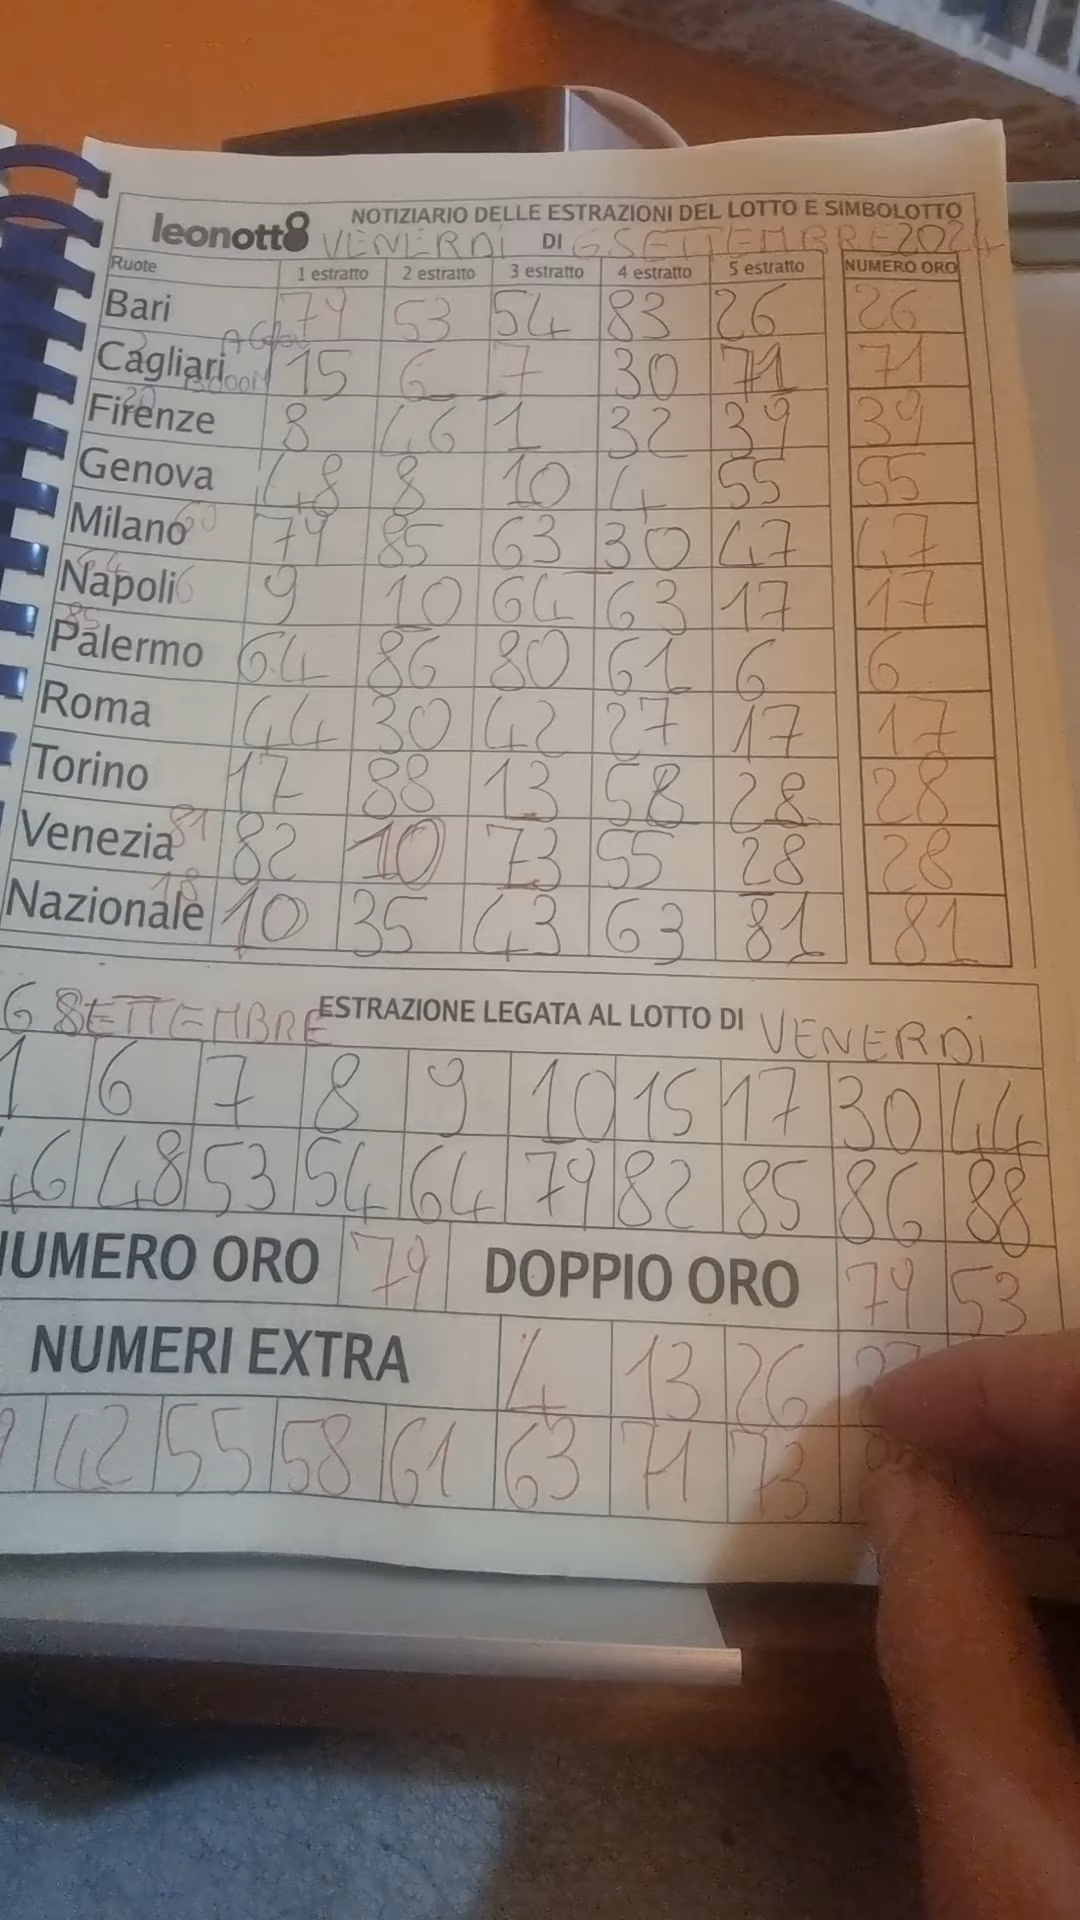 leonott8 NOTIZIARIO DELLE ESTRAZIONI DEL LOTTO E SIMBOLOTTO
VENERDÌ DI 6 SETTEMBRE 2024
Ruote 1 estratto 2 estratto 3 estratto 4 estratto 5 estratto NUMERO ORO
Bari 79 53 54 83 26 26
Cagliari 15 6 7 30 71 71
Firenze 8 46 1 32 39 39
Genova 48 8 10 4 55 55
Milano 79 85 63 30 47 47
Napoli 9 10 64 63 17 17
Palermo 64 86 80 61 6 6
Roma 44 30 42 27 17 17
Torino 17 88 13 58 28 28
Venezia 81 82 10 73 55 28 28
Nazionale 10 35 43 63 81 81
6 SETTEMBRE ESTRAZIONE LEGATA AL LOTTO DI VENERDÌ
1 6 7 8 9 10 15 17 30 44
46 48 53 54 64 79 82 85 86 88
NUMERO ORO 79 DOPPIO ORO 79 53
NUMERI EXTRA 4 13 26
42 55 58 61 63 71 73